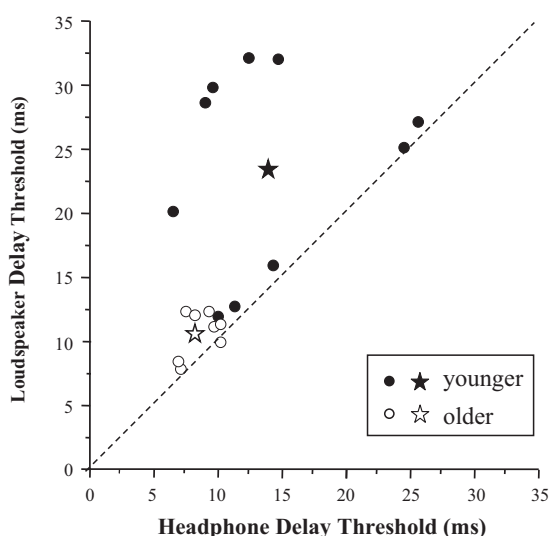 35
30
25
20
15
10
5
0
Loudspeaker Delay Threshold (ms)
younger
older
0 5 10 15 20 25 30 35
Headphone Delay Threshold (ms)